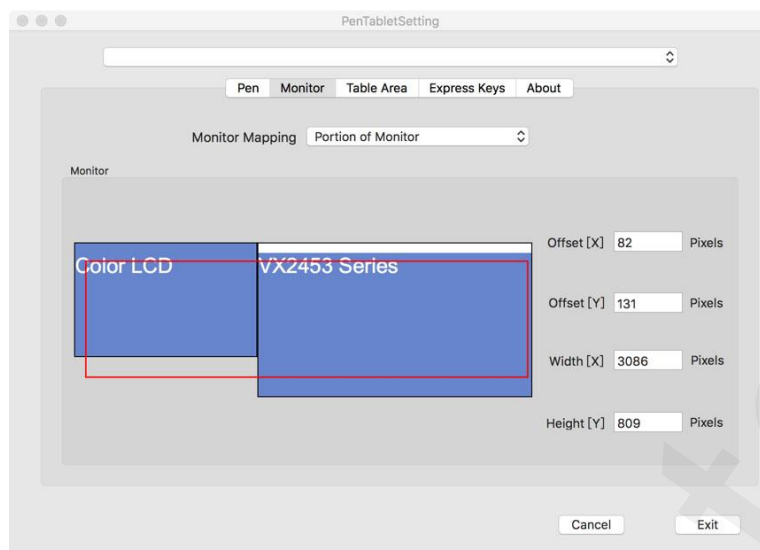 PenTabletSetting
Pen Monitor Table Area Express Keys About
Monitor Mapping Portion of Monitor
Monitor
Color LCD VX2453 Series
Offset [X] 82 Pixels
Offset [Y] 131 Pixels
Width [X] 3086 Pixels
Height [Y] 809 Pixels
Cancel Exit